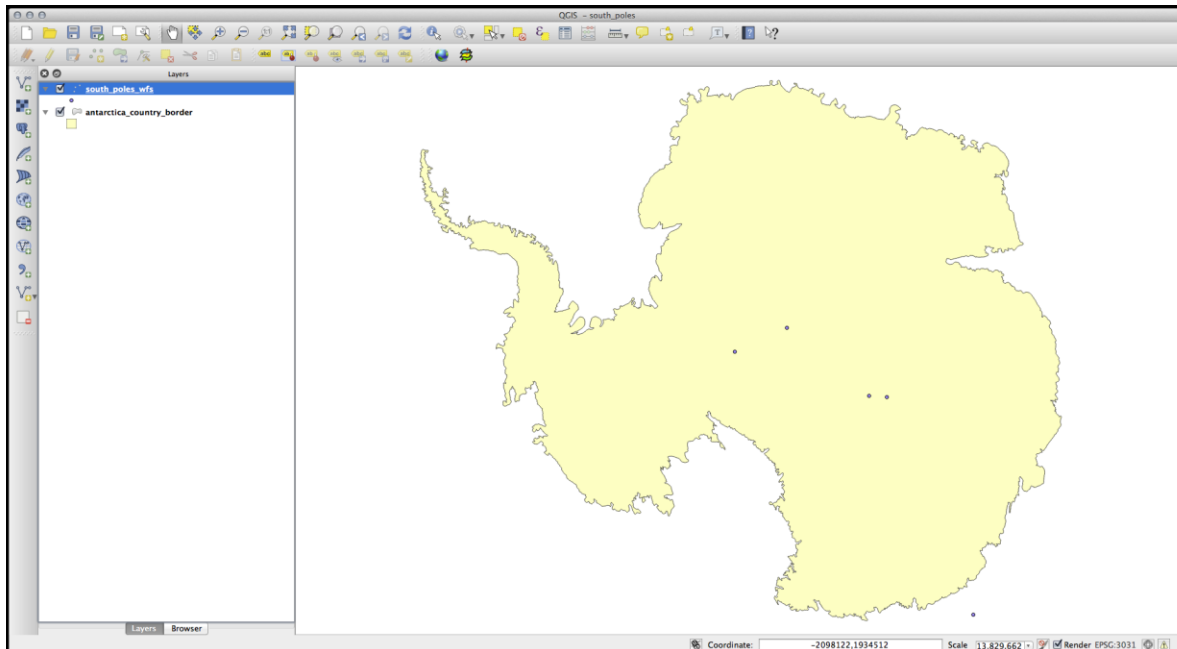 QGIS – south_poles
Layers
south_poles_wfs
antarctica_country_border
Layers Browser
Coordinate: -2098122,1934512 Scale 13,829,662 Render EPSG:3031